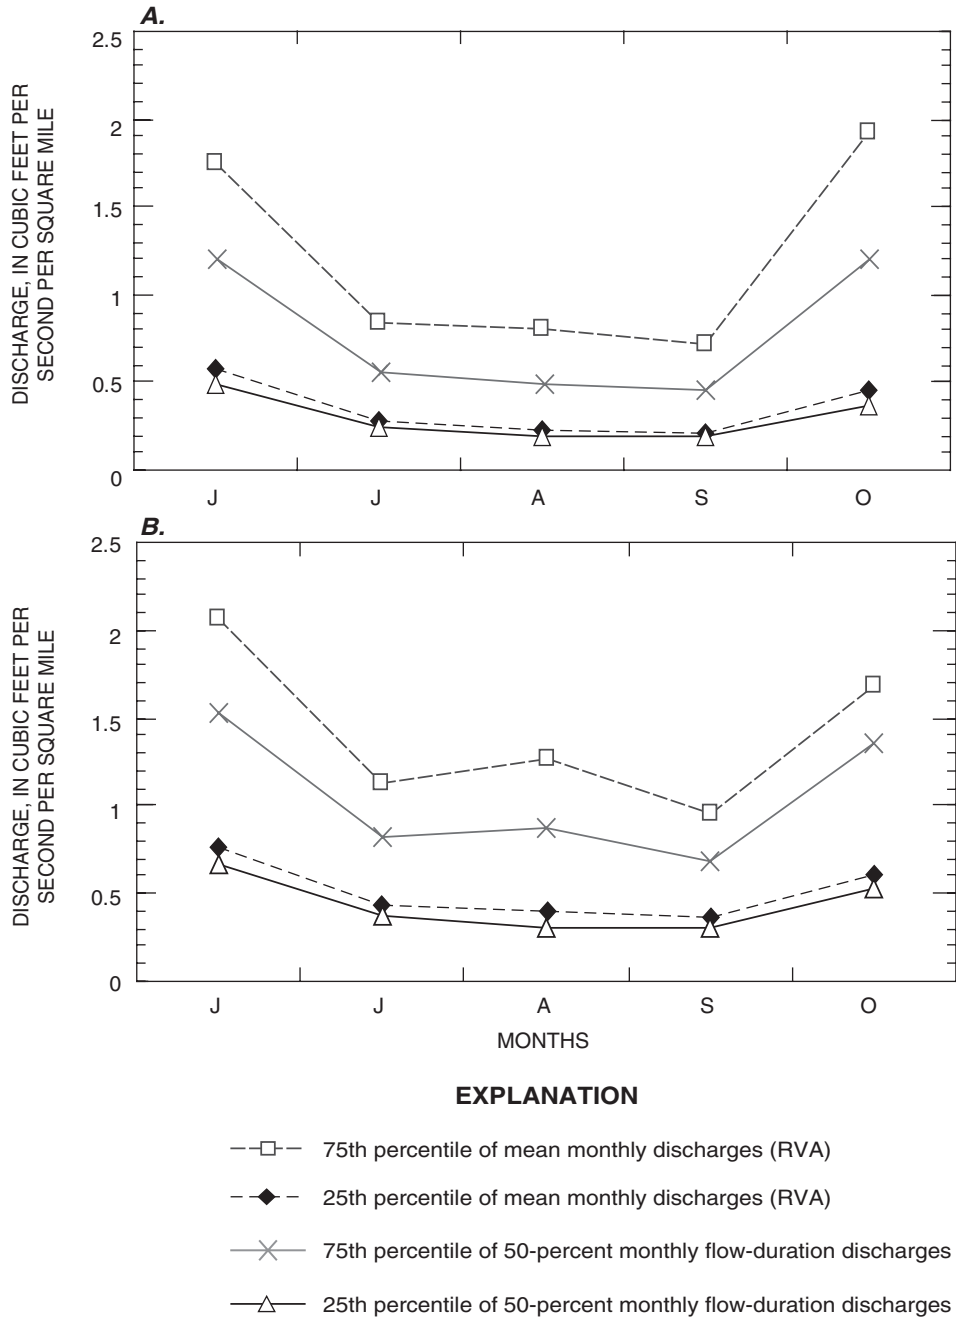 A.
DISCHARGE, IN CUBIC FEET PER
SECOND PER SQUARE MILE
2.5
2
1.5
1
0.5
0
J J A S O
B.
DISCHARGE, IN CUBIC FEET PER
SECOND PER SQUARE MILE
2.5
2
1.5
1
0.5
0
J J A S O
MONTHS
EXPLANATION
75th percentile of mean monthly discharges (RVA)
25th percentile of mean monthly discharges (RVA)
75th percentile of 50-percent monthly flow-duration discharges
25th percentile of 50-percent monthly flow-duration discharges